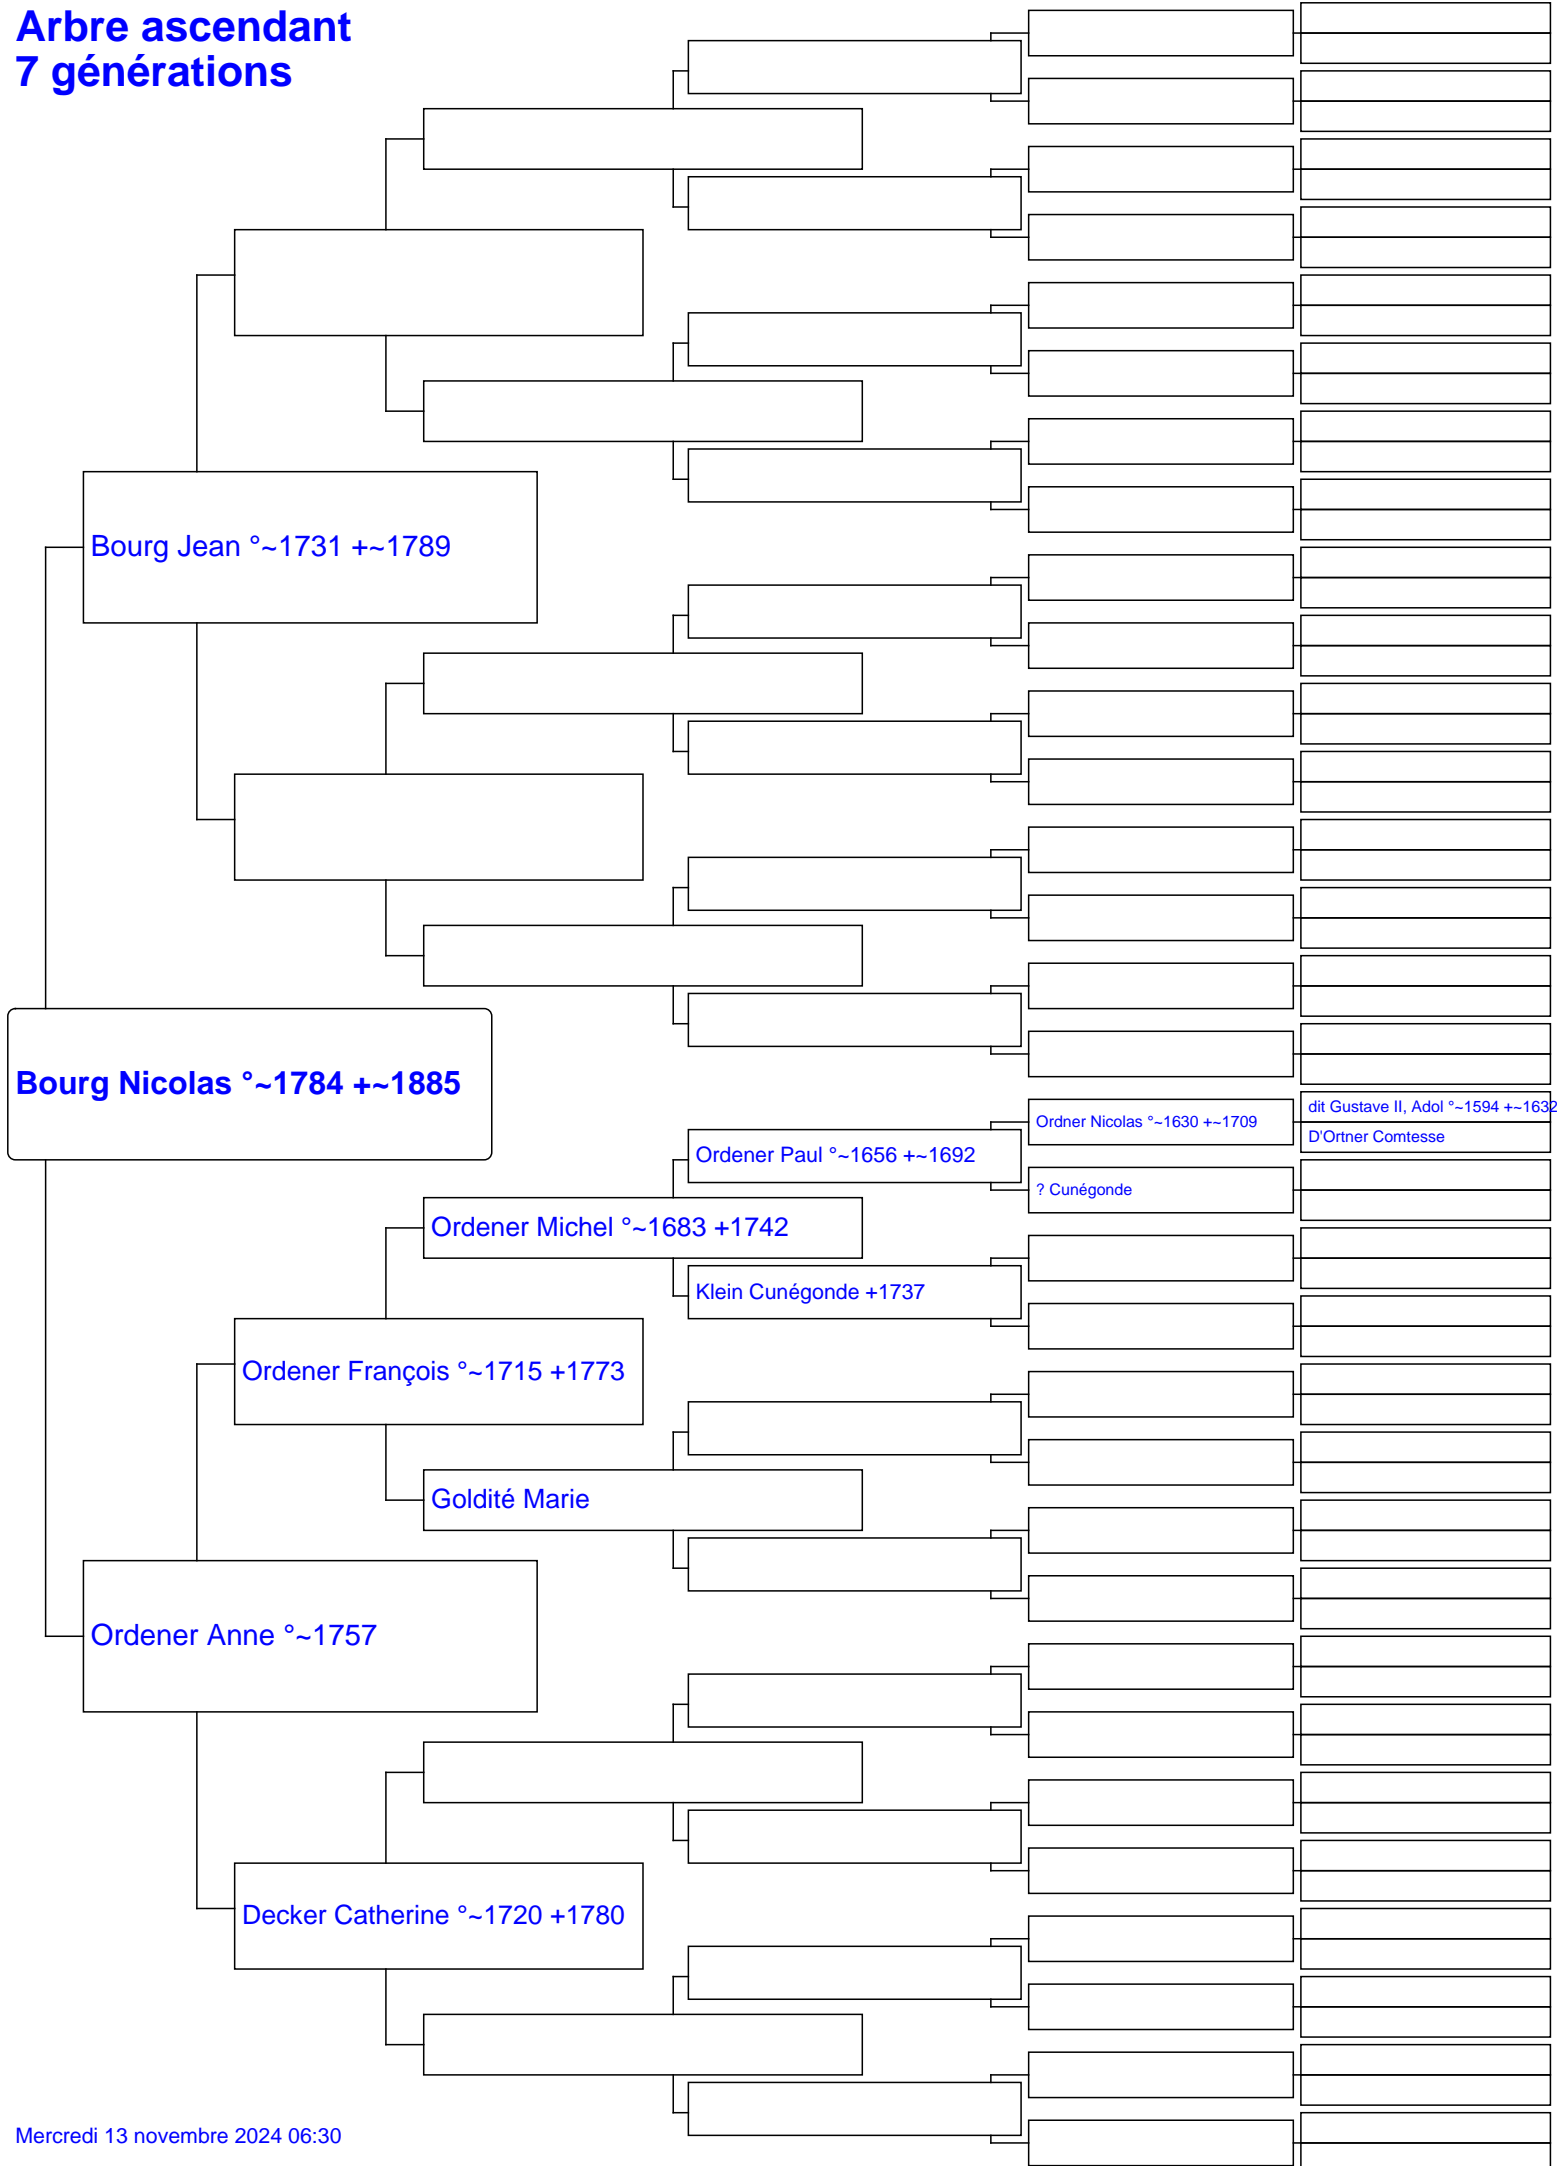 Arbre ascendant
7 générations
Bourg Jean °~1731 +~1789
Bourg Nicolas °~1784 +~1885
dit Gustave II, Adol °~1594 +~1632
Ordner Nicolas °~1630 +~1709
D'Ortner Comtesse
Ordener Paul °~1656 +~1692
? Cunégonde
Ordener Michel °~1683 +1742
Klein Cunégonde +1737
Ordener François °~1715 +1773
Goldité Marie
Ordener Anne °~1757
Decker Catherine °~1720 +1780
Mercredi 13 novembre 2024 06:30